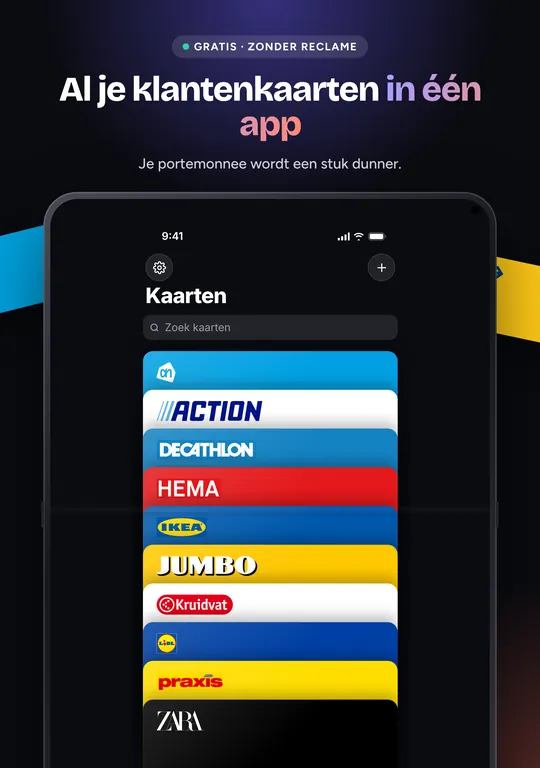 GRATIS · ZONDER RECLAME
Al je klantenkaarten in één
app
Je portemonnee wordt een stuk dunner.
9:41
Kaarten
Zoek kaarten
ah
ACTION
DECATHLON
HEMA
IKEA
JUMBO
Kruidvat
LIDL
praxis
ZARA